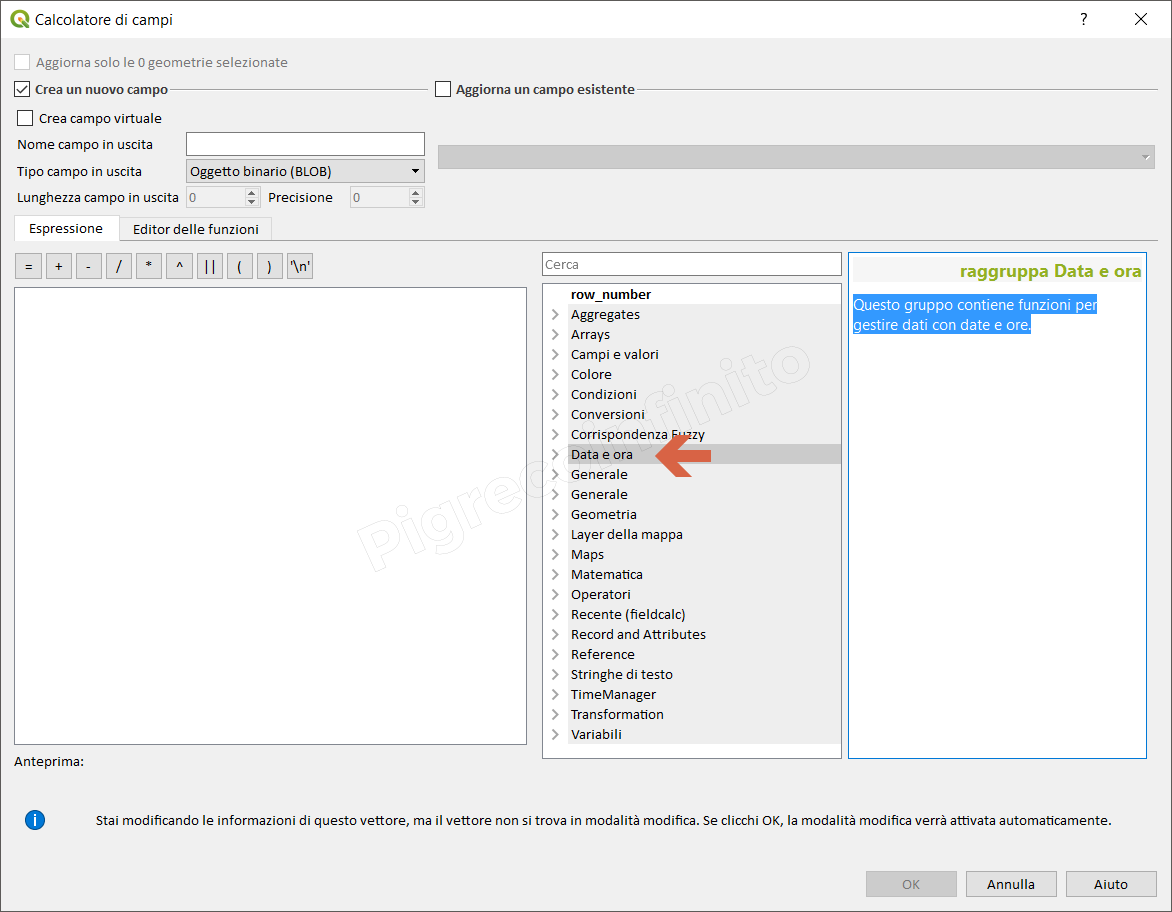 Calcolatore di campi
?
Aggiorna solo le 0 geometrie selezionate
Crea un nuovo campo
Aggiorna un campo esistente
Crea campo virtuale
Nome campo in uscita
Tipo campo in uscita
Oggetto binario (BLOB)
Lunghezza campo in uscita 0 Precisione 0
Espressione
Editor delle funzioni
= + - / * ^ || ( ) '\n'
Cerca
row_number
Aggregates
Arrays
Campi e valori
Colore
Condizioni
Conversioni
Corrispondenza Fuzzy
Data e ora
Generale
Generale
Geometria
Layer della mappa
Maps
Matematica
Operatori
Recente (fieldcalc)
Record and Attributes
Reference
Stringhe di testo
TimeManager
Transformation
Variabili
raggruppa Data e ora
Questo gruppo contiene funzioni per
gestire dati con date e ore.
Pigrecoinfinito
Anteprima:
Stai modificando le informazioni di questo vettore, ma il vettore non si trova in modalità modifica. Se clicchi OK, la modalità modifica verrà attivata automaticamente.
OK
Annulla
Aiuto